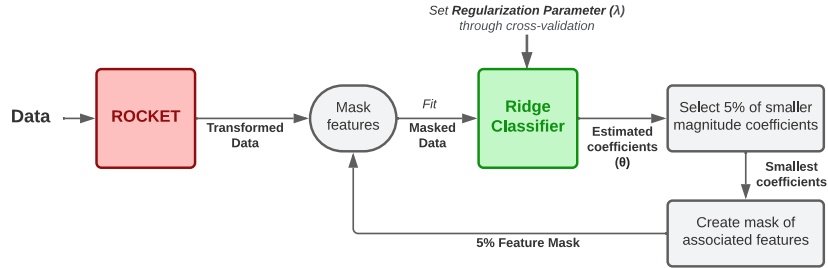 Set Regularization Parameter (λ)
through cross-validation
Data
ROCKET
Transformed
Data
Mask
features
Fit
Masked
Data
Ridge
Classifier
Estimated
coefficients
(θ)
Select 5% of smaller
magnitude coefficients
Smallest
coefficients
Create mask of
associated features
5% Feature Mask